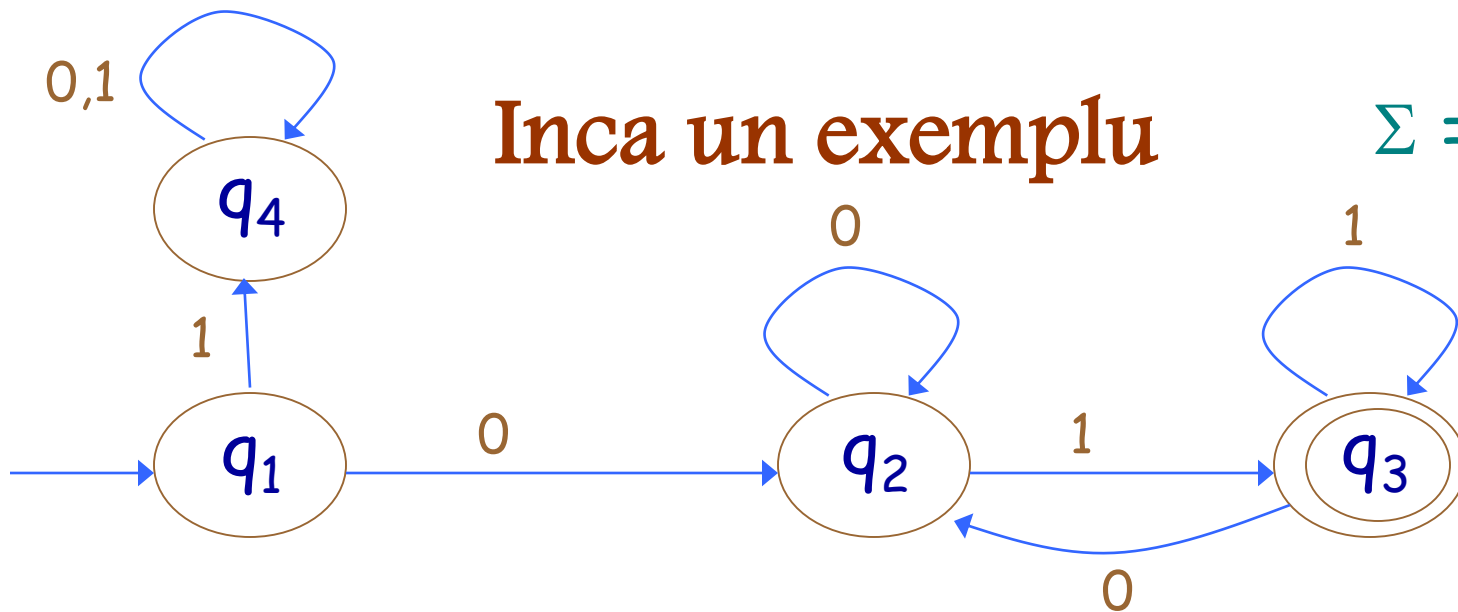 0,1
Inca un exemplu
Σ =
q4
0
1
1
q1
0
q2
1
q3
0